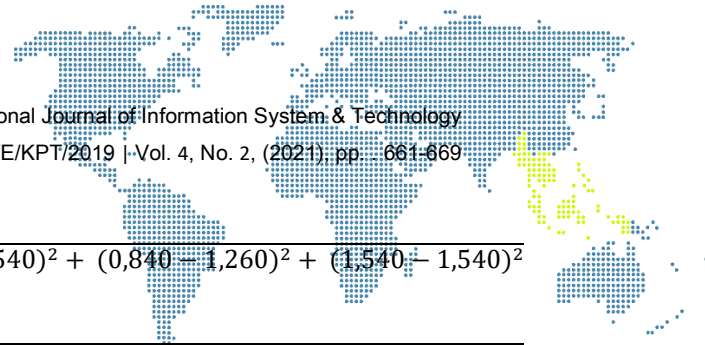 onal Journal of Information System & Technology
E/KPT/2019 | Vol. 4, No. 2, (2021), pp. . 661-669
540)² + (0,840 − 1,260)² + (1,540 − 1,540)²